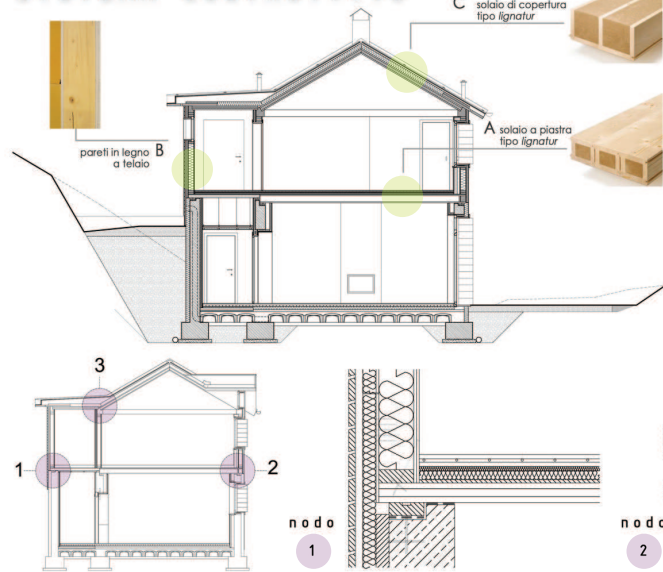 C
solaio di copertura
tipo lignatur
pareti in legno B
a telaio
A solaio a piastra
tipo lignatur
3
1
2
nodo
1
nodo
2